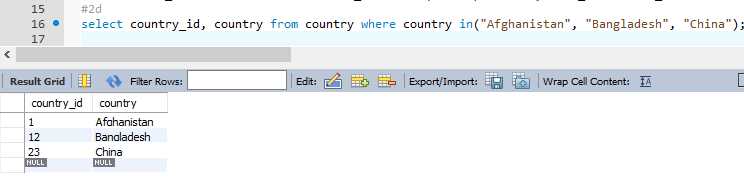 15 #2d
16 select country_id, country from country where country in("Afghanistan", "Bangladesh", "China");
17
Result Grid Filter Rows: Edit: Export/Import: Wrap Cell Content:
country_id country
1 Afghanistan
12 Bangladesh
23 China
NULL NULL